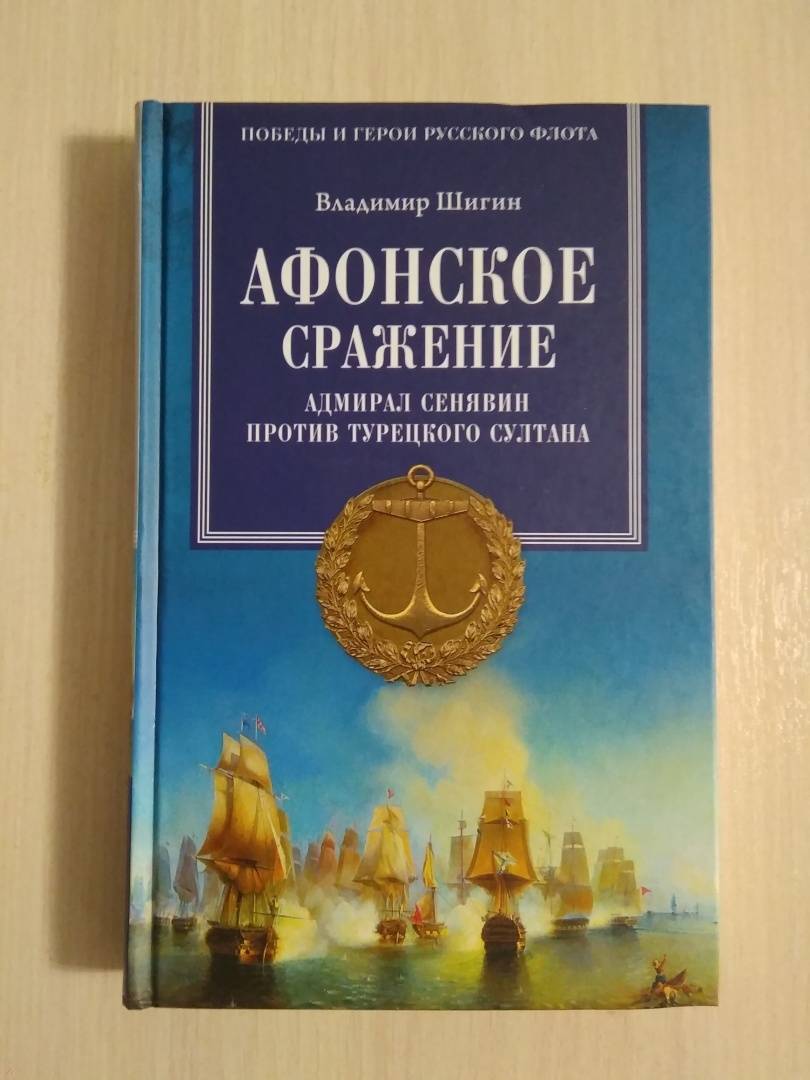 ПОБЕДЫ И ГЕРОИ РУССКОГО ФЛОТА
Владимир Шигин
АФОНСКОЕ
СРАЖЕНИЕ
АДМИРАЛ СЕНЯВИН
ПРОТИВ ТУРЕЦКОГО СУЛТАНА